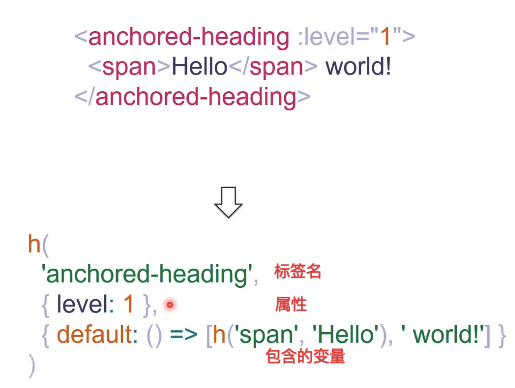 <anchored-heading :level="1">
<span>Hello</span> world!
</anchored-heading>
h(
'anchored-heading', 标签名
{ level: 1 }, 属性
{ default: () => [h('span', 'Hello'), ' world!'] }
包含的变量
)